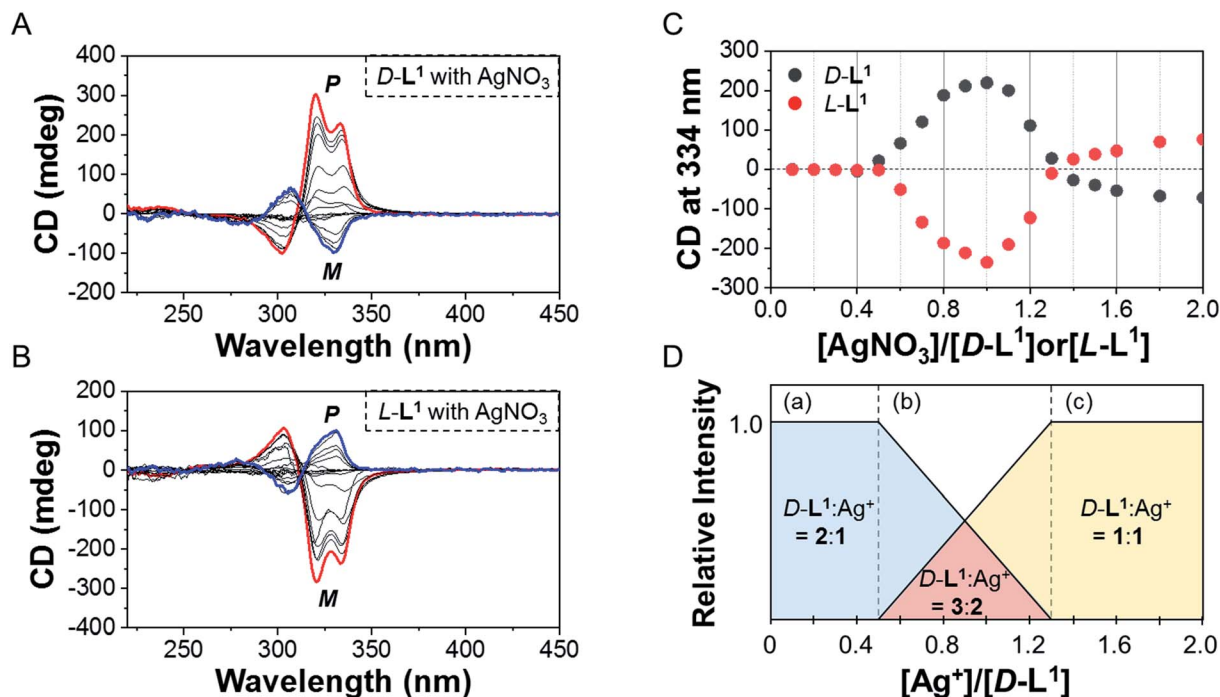 A
CD (mdeg)
400
300
200
100
0
-100
-200
D-L¹ with AgNO₃
P
M
250 300 350 400 450
Wavelength (nm)
B
CD (mdeg)
200
100
0
-100
-200
-300
-400
L-L¹ with AgNO₃
P
M
250 300 350 400 450
Wavelength (nm)
C
CD at 334 nm
300
200
100
0
-100
-200
-300
D-L¹
L-L¹
0.0 0.4 0.8 1.2 1.6 2.0
[AgNO₃]/[D-L¹]or[L-L¹]
D
Relative Intensity
1.0
(a) (b) (c)
D-L¹:Ag⁺
= 2:1
D-L¹:Ag⁺
= 3:2
D-L¹:Ag⁺
= 1:1
0 0.4 0.8 1.2 1.6 2.0
[Ag⁺]/[D-L¹]